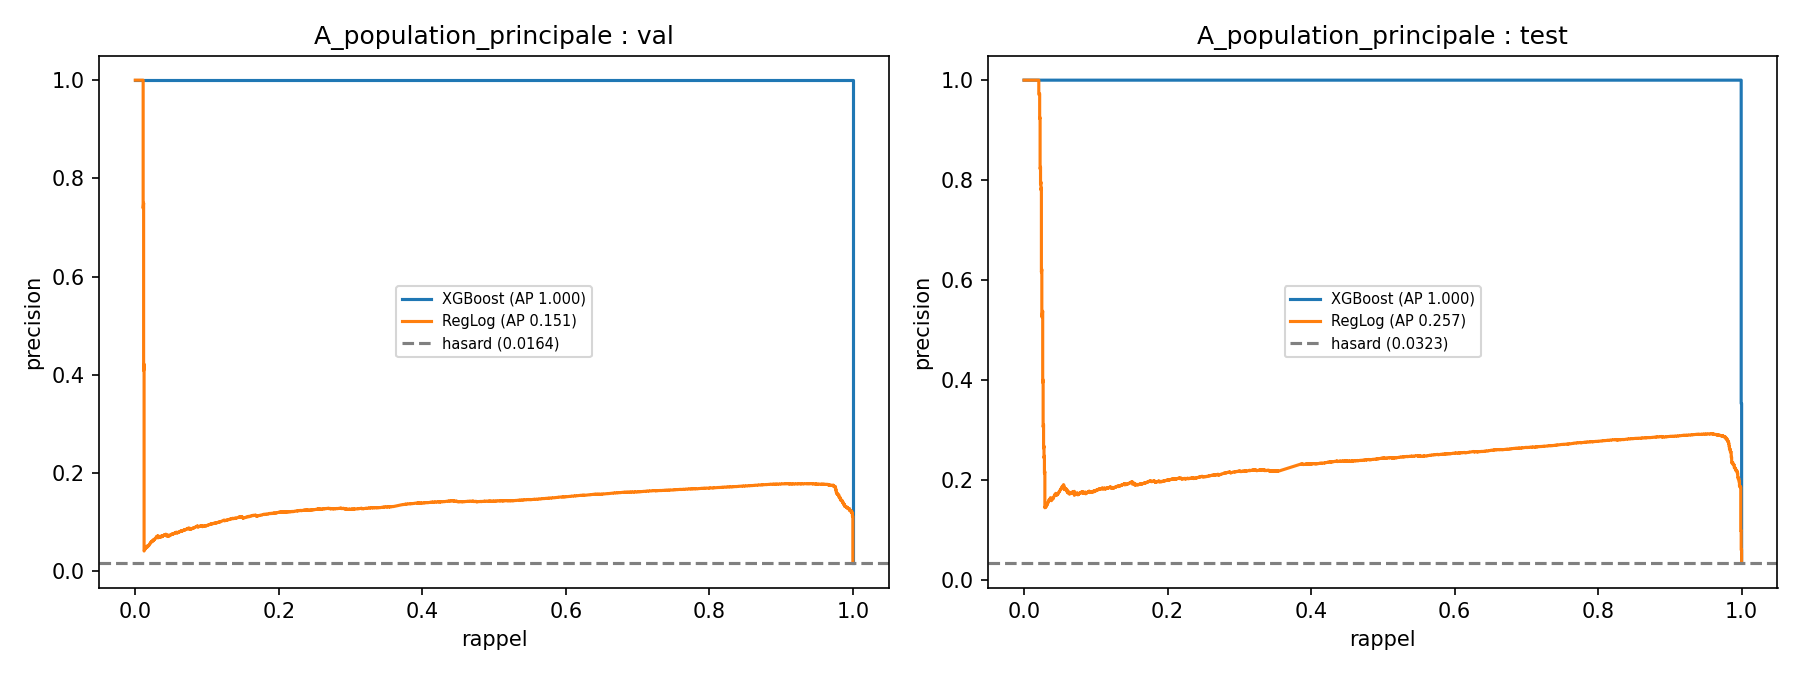 A_population_principale : val
1.0
0.8
0.6
0.4
0.2
0.0
precision
XGBoost (AP 1.000)
RegLog (AP 0.151)
hasard (0.0164)
0.0 0.2 0.4 0.6 0.8 1.0
rappel
A_population_principale : test
1.0
0.8
0.6
0.4
0.2
0.0
precision
XGBoost (AP 1.000)
RegLog (AP 0.257)
hasard (0.0323)
0.0 0.2 0.4 0.6 0.8 1.0
rappel